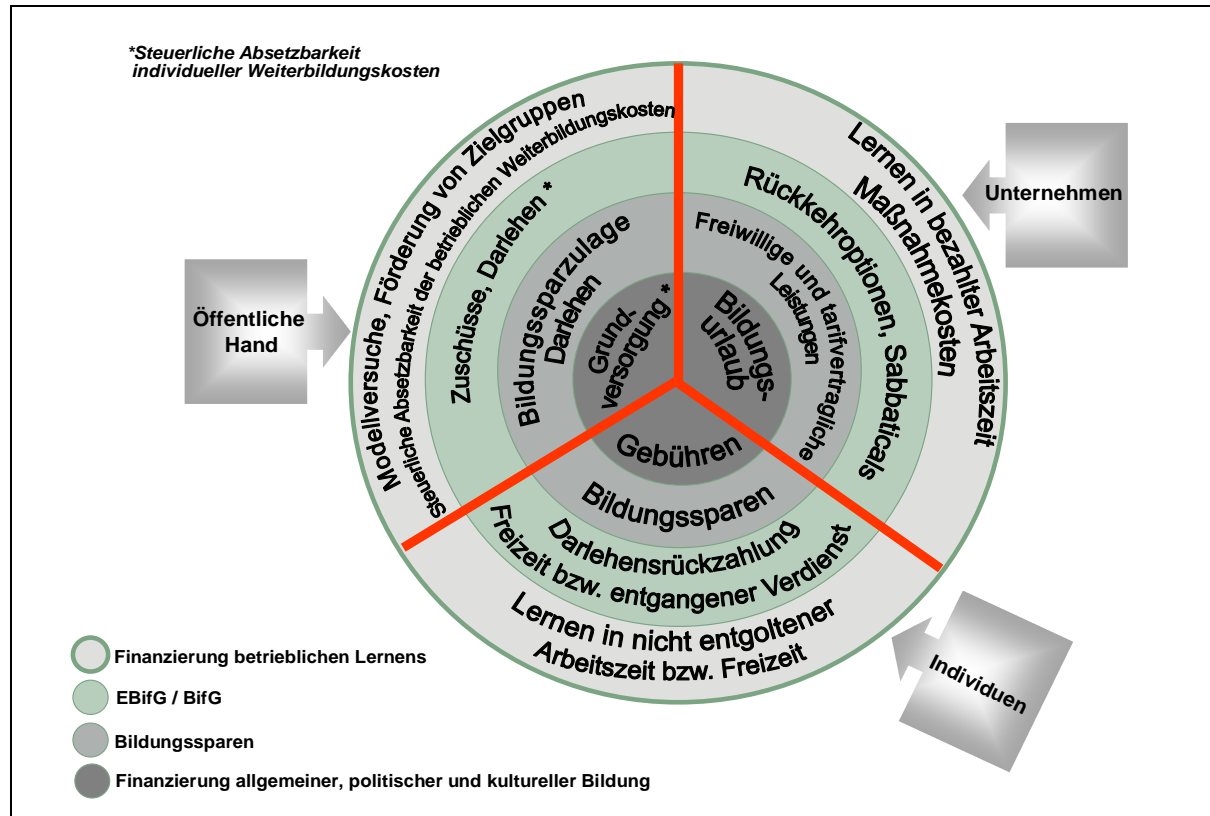 *Steuerliche Absetzbarkeit
individueller Weiterbildungskosten
Öffentliche
Hand
Modellversuche, Förderung von Zielgruppen
Steuerliche Absetzbarkeit der betrieblichen Weiterbildungskosten
Zuschüsse, Darlehen *
Bildungssparzulage
Darlehen
Grund-
versorgung *
Unternehmen
Lernen in bezahlter Arbeitszeit
Maßnahmekosten
Rückkehroptionen, Sabbaticals
Freiwillige und tarifvertragliche
Leistungen
Bildungs-
urlaub
Gebühren
Bildungssparen
Darlehensrückzahlung
Freizeit bzw. entgangener Verdienst
Lernen in nicht entgoltener
Arbeitszeit bzw. Freizeit
Individuen
Finanzierung betrieblichen Lernens
EBifG / BifG
Bildungssparen
Finanzierung allgemeiner, politischer und kultureller Bildung